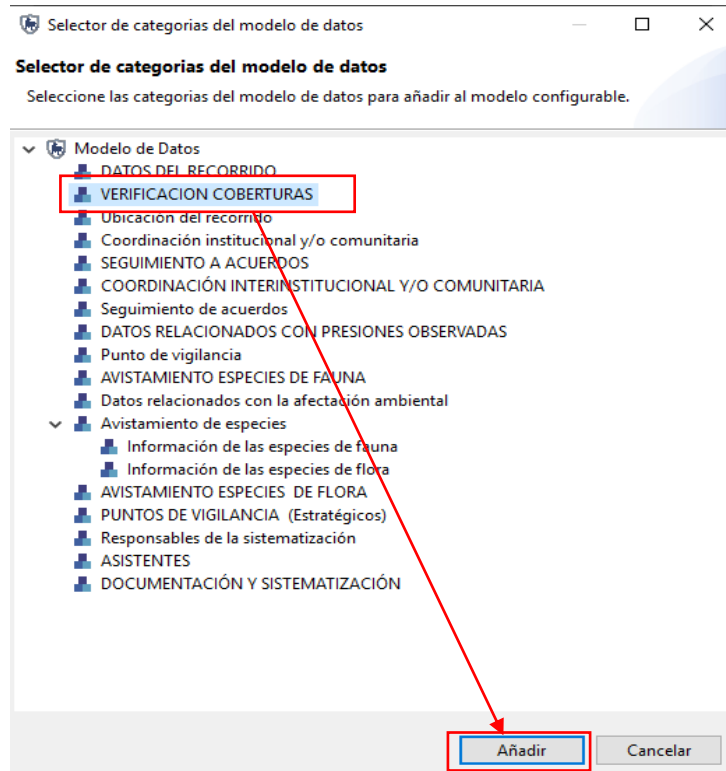 Selector de categorias del modelo de datos
Selector de categorias del modelo de datos
Seleccione las categorias del modelo de datos para añadir al modelo configurable.
Modelo de Datos
DATOS DEL RECORRIDO
VERIFICACION COBERTURAS
Ubicación del recorrido
Coordinación institucional y/o comunitaria
SEGUIMIENTO A ACUERDOS
COORDINACIÓN INTERINSTITUCIONAL Y/O COMUNITARIA
Seguimiento de acuerdos
DATOS RELACIONADOS CON PRESIONES OBSERVADAS
Punto de vigilancia
AVISTAMIENTO ESPECIES DE FAUNA
Datos relacionados con la afectación ambiental
Avistamiento de especies
Información de las especies de fauna
Información de las especies de flora
AVISTAMIENTO ESPECIES DE FLORA
PUNTOS DE VIGILANCIA (Estratégicos)
Responsables de la sistematización
ASISTENTES
DOCUMENTACIÓN Y SISTEMATIZACIÓN
Añadir Cancelar